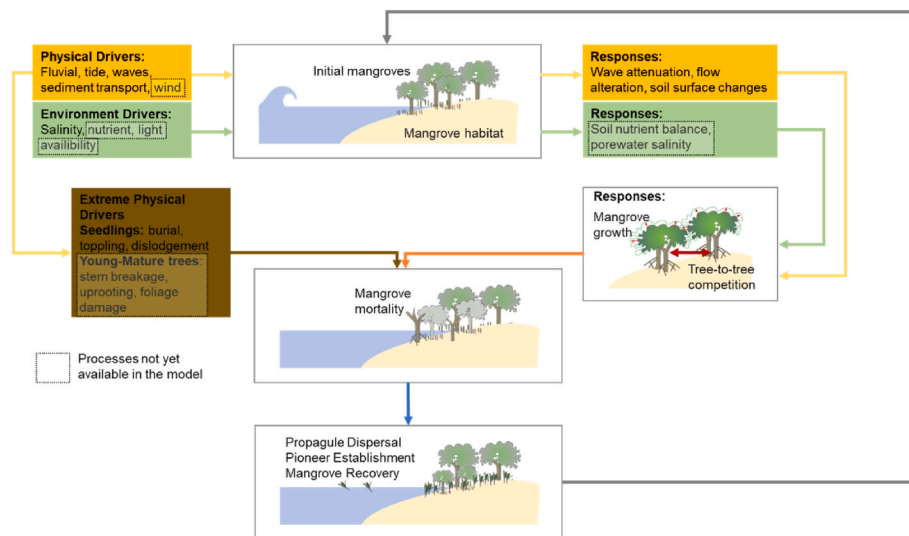 Physical Drivers:
Fluvial, tide, waves,
sediment transport, wind
Environment Drivers:
Salinity, nutrient, light
availibility
Initial mangroves
Mangrove habitat
Responses:
Wave attenuation, flow
alteration, soil surface changes
Responses:
Soil nutrient balance,
porewater salinity
Extreme Physical
Drivers
Seedlings: burial,
toppling, dislodgement
Young-Mature trees:
stem breakage,
uprooting, foliage
damage
Responses:
Mangrove
growth
Tree-to-tree
competition
Mangrove
mortality
Processes not yet
available in the model
Propagule Dispersal
Pioneer Establishment
Mangrove Recovery